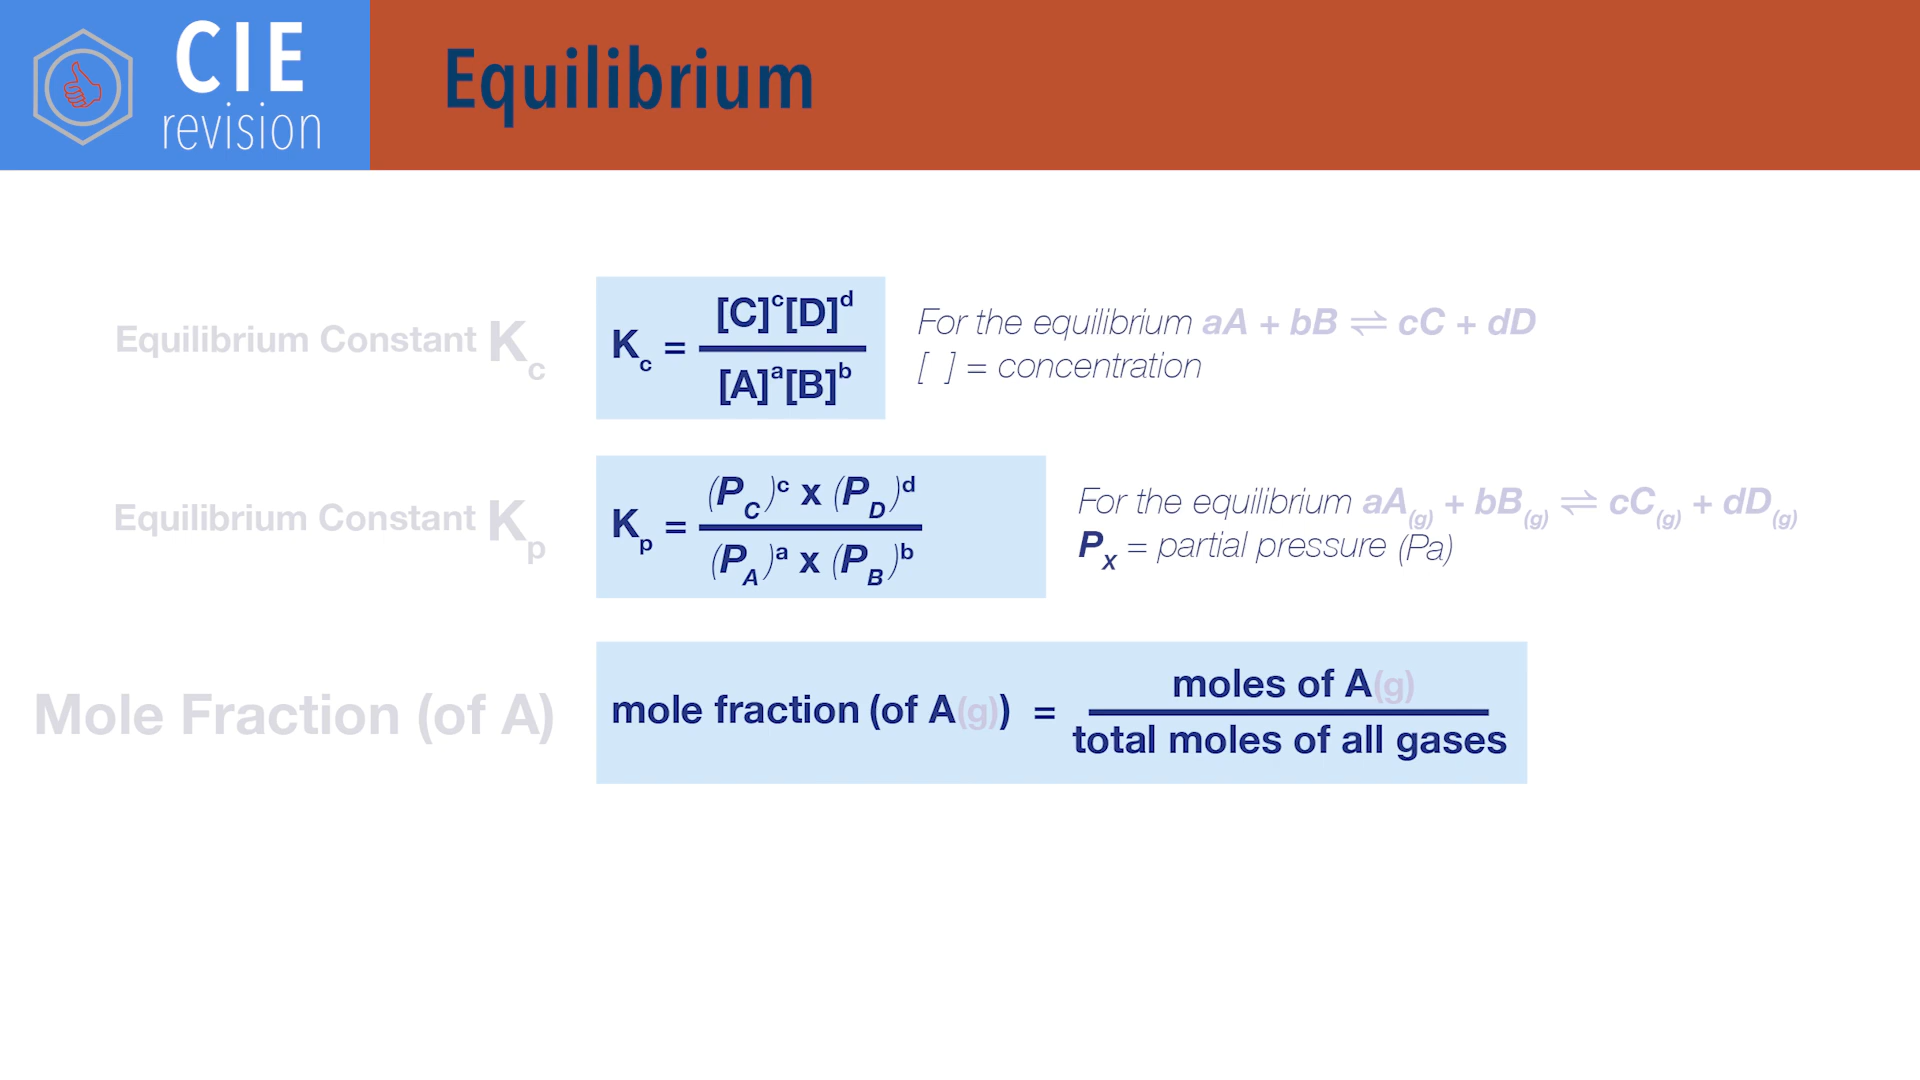 CIE
revision
Equilibrium
Equilibrium Constant Kc
Kc = [C]ᶜ[D]ᵈ / [A]ᵃ[B]ᵇ
For the equilibrium aA + bB ⇌ cC + dD
[ ] = concentration
Equilibrium Constant Kp
Kp = (PC)ᶜ x (PD)ᵈ / (PA)ᵃ x (PB)ᵇ
For the equilibrium aA(g) + bB(g) ⇌ cC(g) + dD(g)
PX = partial pressure (Pa)
Mole Fraction (of A)
mole fraction (of A(g)) = moles of A(g) / total moles of all gases